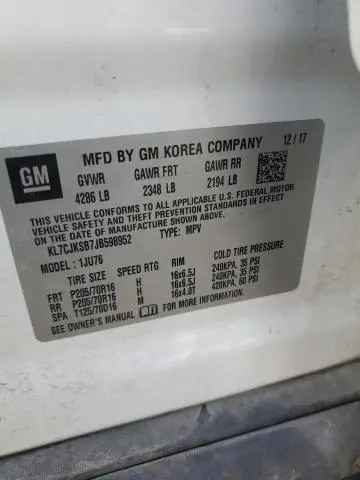 GM
MFD BY GM KOREA COMPANY 12/17
GVWR GAWR FRT GAWR RR
4286 LB 2348 LB 2194 LB
THIS VEHICLE CONFORMS TO ALL APPLICABLE U.S. FEDERAL MOTOR
VEHICLE SAFETY AND THEFT PREVENTION STANDARDS IN EFFECT ON
THE DATE OF MANUFACTURE SHOWN ABOVE.
KL7CJKSB7JB598952 TYPE: MPV
MODEL: 1JU76
TIRE SIZE SPEED RTG RIM COLD TIRE PRESSURE
FRT P205/70R16 H 16x6.5J 240KPA, 35 PSI
RR P205/70R16 H 16x6.5J 240KPA, 35 PSI
SPA T125/70D16 M 16x4.0T 420KPA, 60 PSI
SEE OWNER'S MANUAL FOR MORE INFORMATION